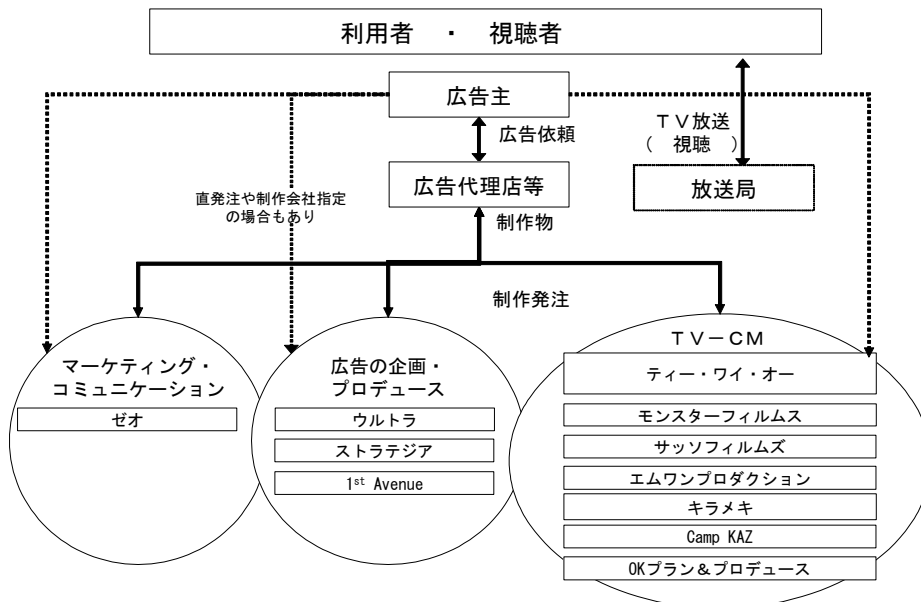 利用者 ・ 視聴者
広告主
広告依頼
TV放送
( 視聴 )
広告代理店等
放送局
直発注や制作会社指定
の場合もあり
制作物
制作発注
マーケティング・
コミュニケーション
ゼオ
広告の企画・
プロデュース
ウルトラ
ストラテジア
1st Avenue
TV-CM
ティー・ワイ・オー
モンスターフィルムス
サッソフィルムズ
エムワンプロダクション
キラメキ
Camp KAZ
OKプラン&プロデュース